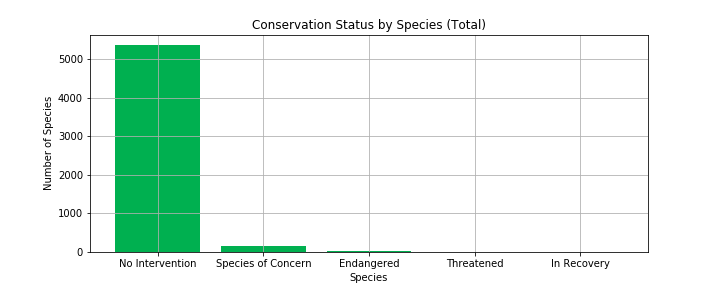 Conservation Status by Species (Total)
Number of Species
5000
4000
3000
2000
1000
0
No Intervention Species of Concern Endangered Threatened In Recovery
Species